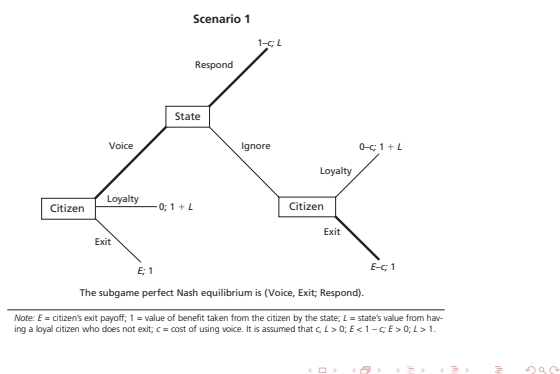 Scenario 1
1–c; L
Respond
State
Voice
Ignore
0–c; 1 + L
Loyalty
Citizen
Loyalty
0; 1 + L
Citizen
Exit
Exit
E; 1
E–c; 1
The subgame perfect Nash equilibrium is (Voice, Exit; Respond).
Note: E = citizen's exit payoff; 1 = value of benefit taken from the citizen by the state; L = state's value from hav-
ing a loyal citizen who does not exit; c = cost of using voice. It is assumed that c, L > 0; E < 1 – c; E > 0; L > 1.